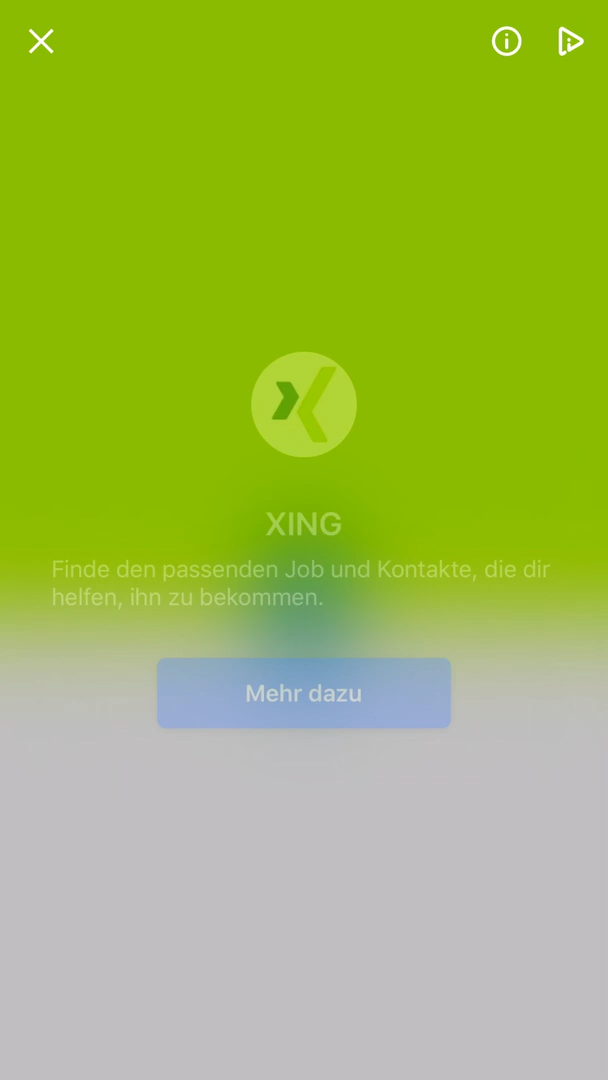 XING
Finde den passenden Job und Kontakte, die dir
helfen, ihn zu bekommen.
Mehr dazu